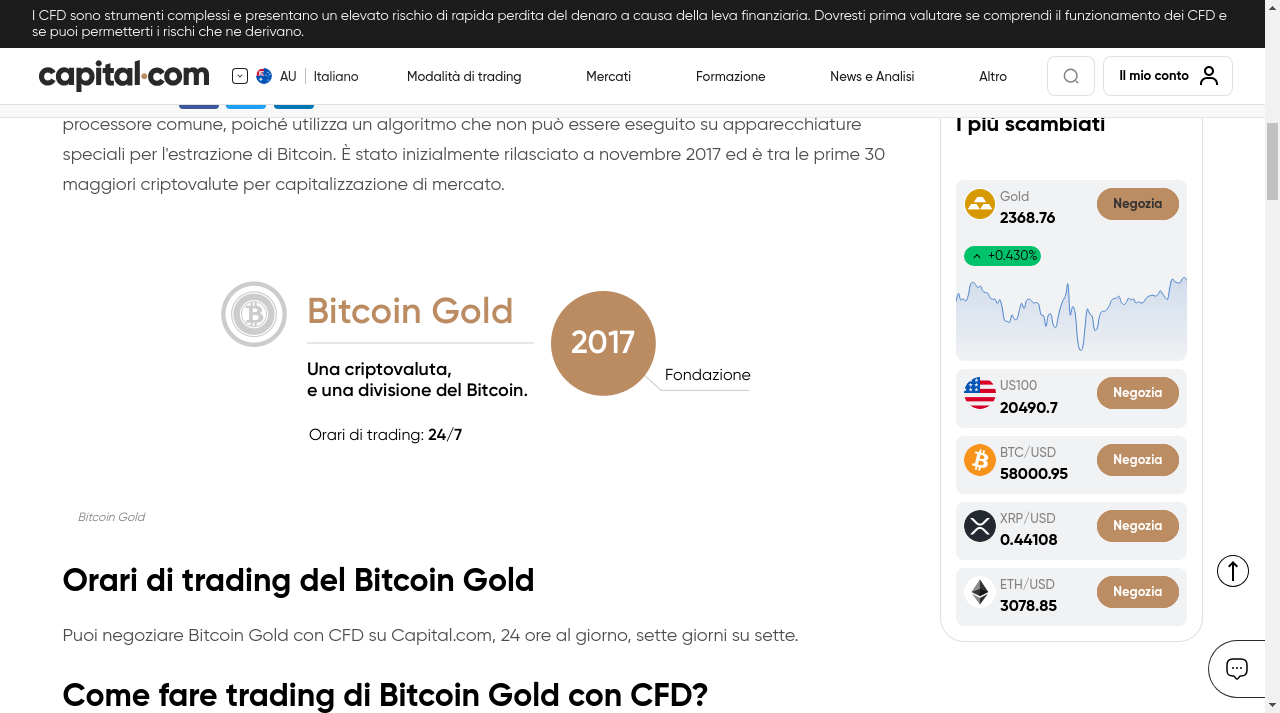 I CFD sono strumenti complessi e presentano un elevato rischio di rapida perdita del denaro a causa della leva finanziaria. Dovresti prima valutare se comprendi il funzionamento dei CFD e
se puoi permetterti i rischi che ne derivano.
capital.com
AU Italiano Modalità di trading Mercati Formazione News e Analisi Altro Il mio conto
processore comune, poiché utilizza un algoritmo che non può essere eseguito su apparecchiature
speciali per l'estrazione di Bitcoin. È stato inizialmente rilasciato a novembre 2017 ed è tra le prime 30
maggiori criptovalute per capitalizzazione di mercato.
Bitcoin Gold
Una criptovaluta,
e una divisione del Bitcoin.
Orari di trading: 24/7
2017
Fondazione
Bitcoin Gold
Orari di trading del Bitcoin Gold
Puoi negoziare Bitcoin Gold con CFD su Capital.com, 24 ore al giorno, sette giorni su sette.
Come fare trading di Bitcoin Gold con CFD?
I più scambiati
Gold
2368.76
Negozia
+0.430%
US100
20490.7
Negozia
BTC/USD
58000.95
Negozia
XRP/USD
0.44108
Negozia
ETH/USD
3078.85
Negozia